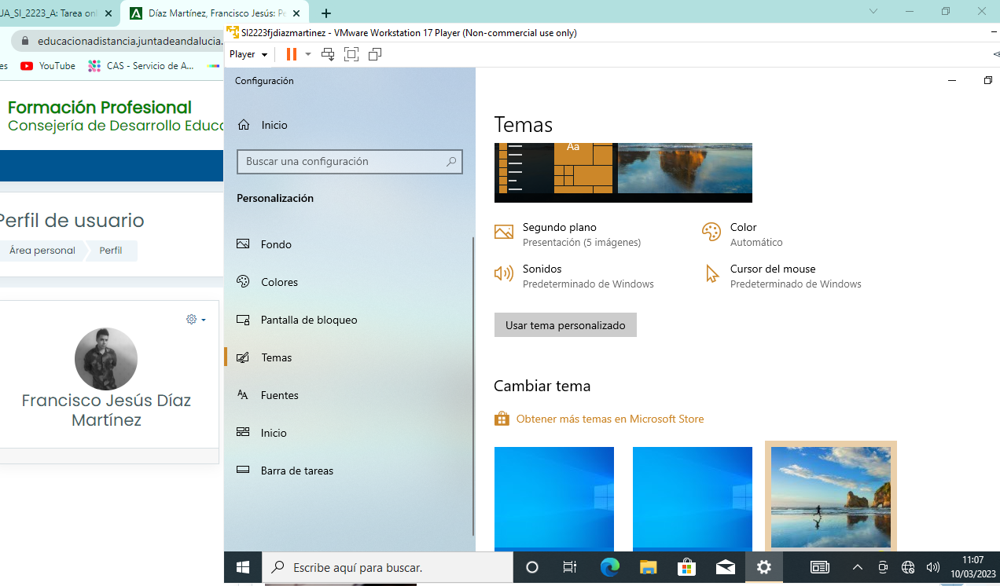 UA_SI_2223_A: Tarea onl
Díaz Martínez, Francisco Jesús: Pe
educacionadistancia.juntadeandalucia.
es
YouTube
CAS - Servicio de A...
Formación Profesional
Consejería de Desarrollo Educ
Perfil de usuario
Área personal
Perfil
Francisco Jesús Díaz
Martínez
SI2223fjdiazmartinez - VMware Workstation 17 Player (Non-commercial use only)
Player
Configuración
Inicio
Buscar una configuración
Personalización
Fondo
Colores
Pantalla de bloqueo
Temas
Fuentes
Inicio
Barra de tareas
Temas
Aa
Segundo plano
Presentación (5 imágenes)
Color
Automático
Sonidos
Predeterminado de Windows
Cursor del mouse
Predeterminado de Windows
Usar tema personalizado
Cambiar tema
Obtener más temas en Microsoft Store
Escribe aquí para buscar.
11:07
10/03/2023